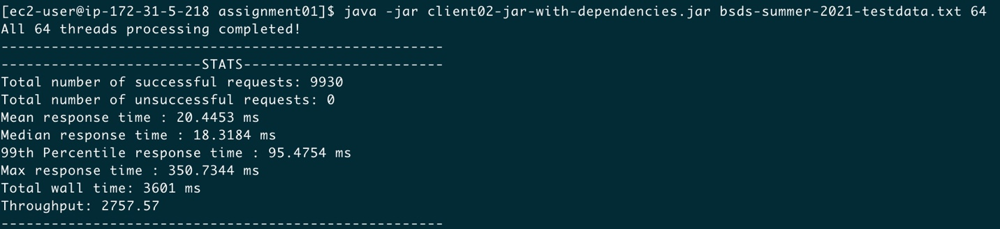 [ec2-user@ip-172-31-5-218 assignment01]$ java -jar client02-jar-with-dependencies.jar bsds-summer-2021-testdata.txt 64
All 64 threads processing completed!
-----------------------------------------------------
------------------------STATS------------------------
Total number of successful requests: 9930
Total number of unsuccessful requests: 0
Mean response time : 20.4453 ms
Median response time : 18.3184 ms
99th Percentile response time : 95.4754 ms
Max response time : 350.7344 ms
Total wall time: 3601 ms
Throughput: 2757.57
-----------------------------------------------------